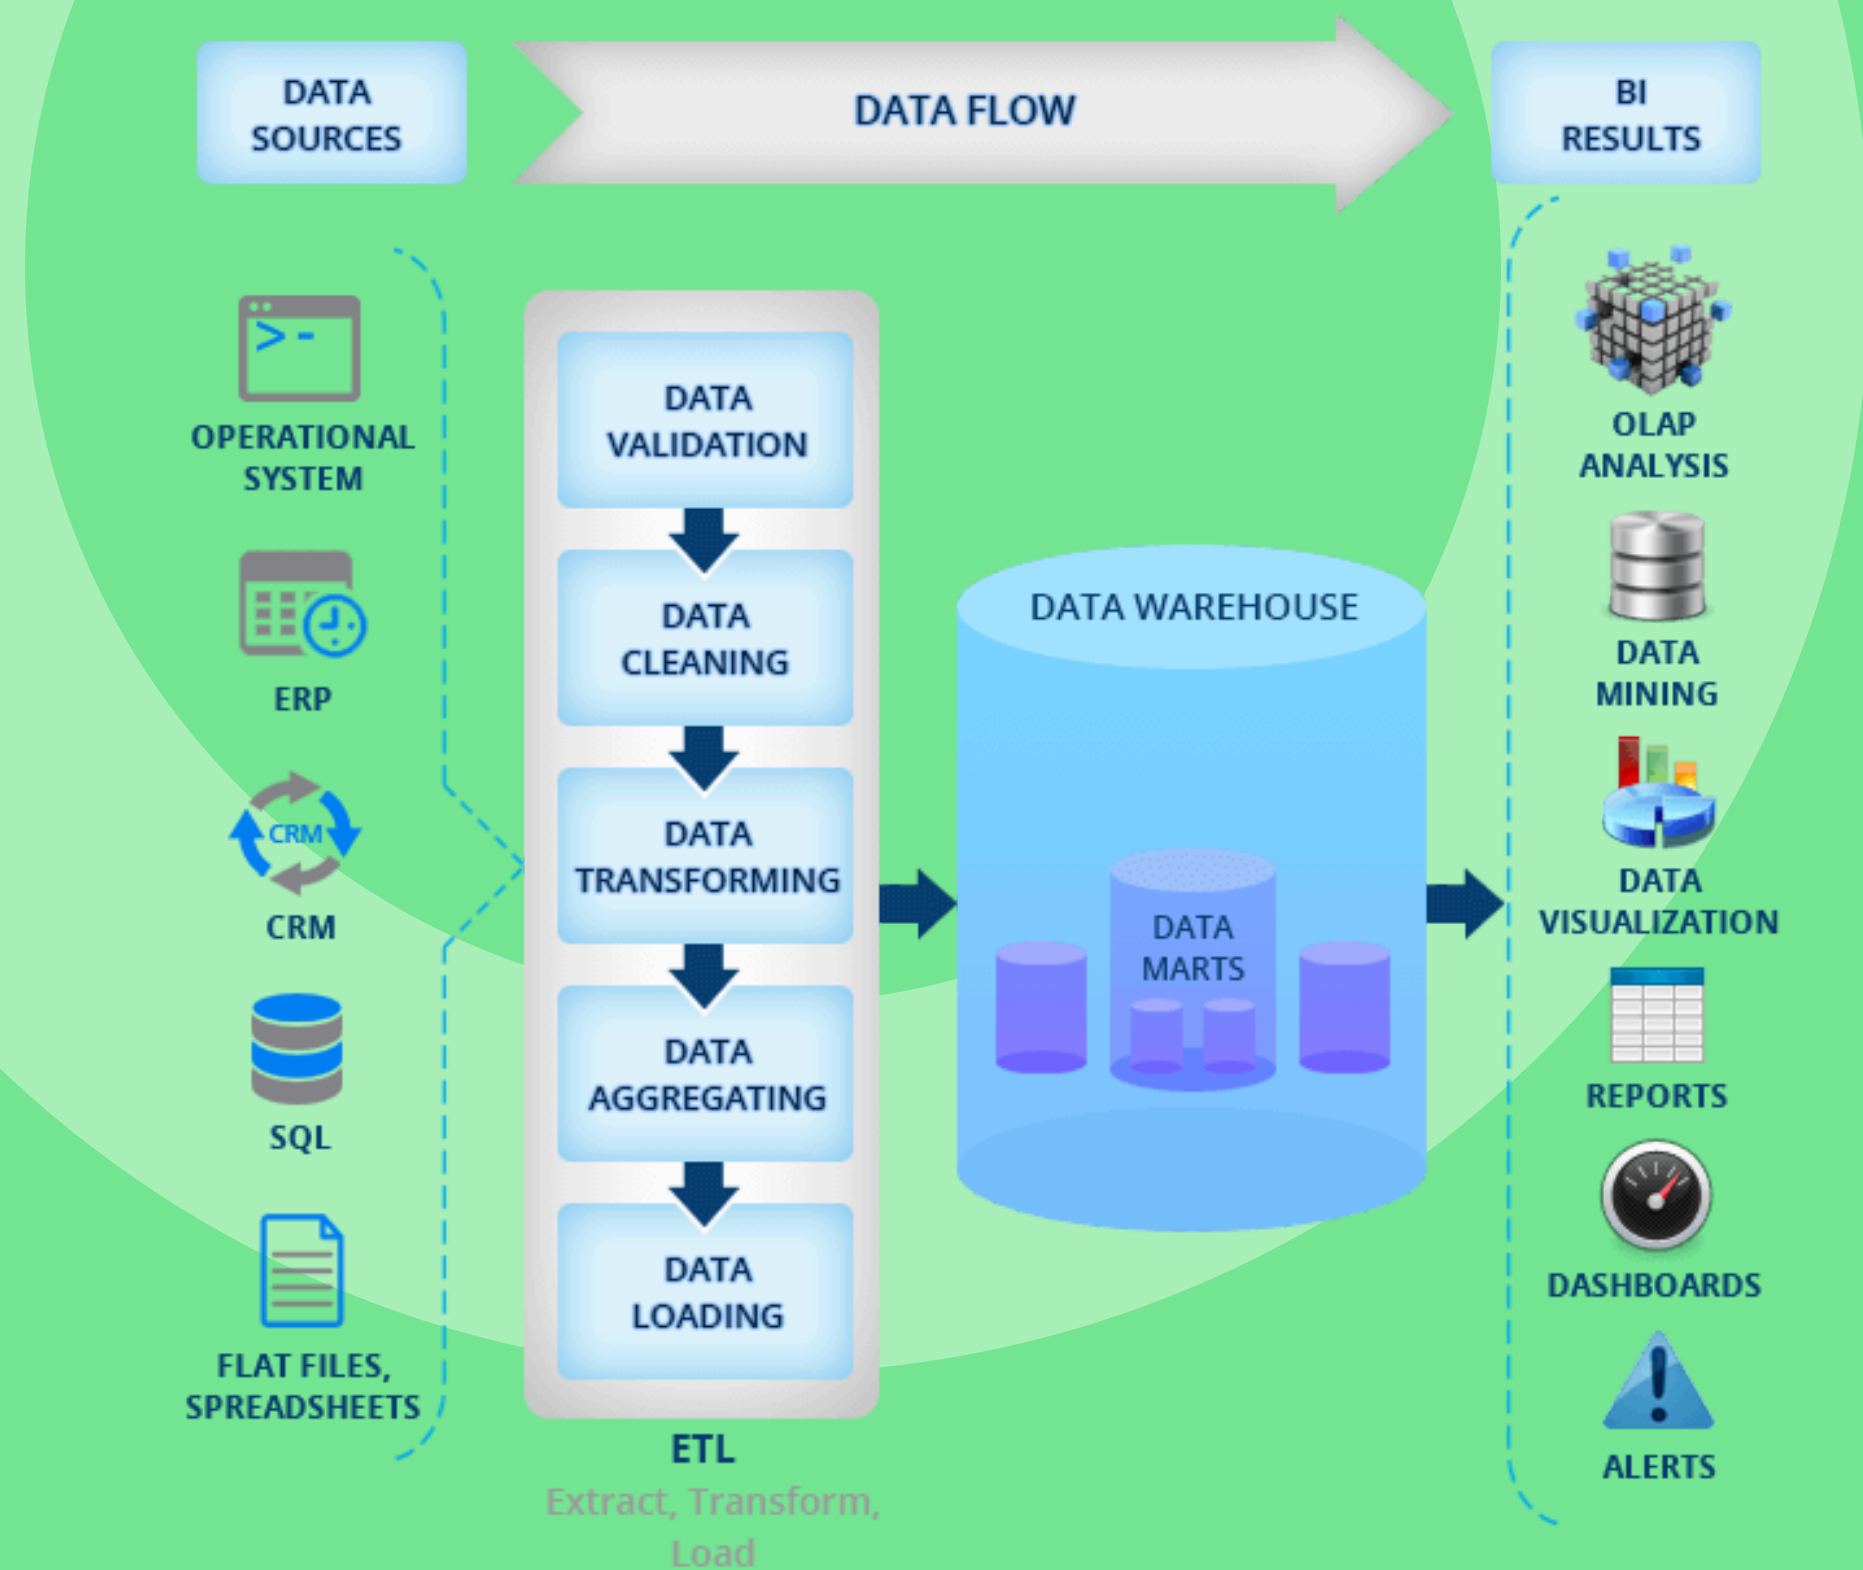 DATA
SOURCES
DATA FLOW
BI
RESULTS
OPERATIONAL
SYSTEM
ERP
CRM
CRM
SQL
FLAT FILES,
SPREADSHEETS
DATA
VALIDATION
DATA
CLEANING
DATA
TRANSFORMING
DATA
AGGREGATING
DATA
LOADING
ETL
Extract, Transform,
Load
DATA WAREHOUSE
DATA
MARTS
OLAP
ANALYSIS
DATA
MINING
DATA
VISUALIZATION
REPORTS
DASHBOARDS
ALERTS